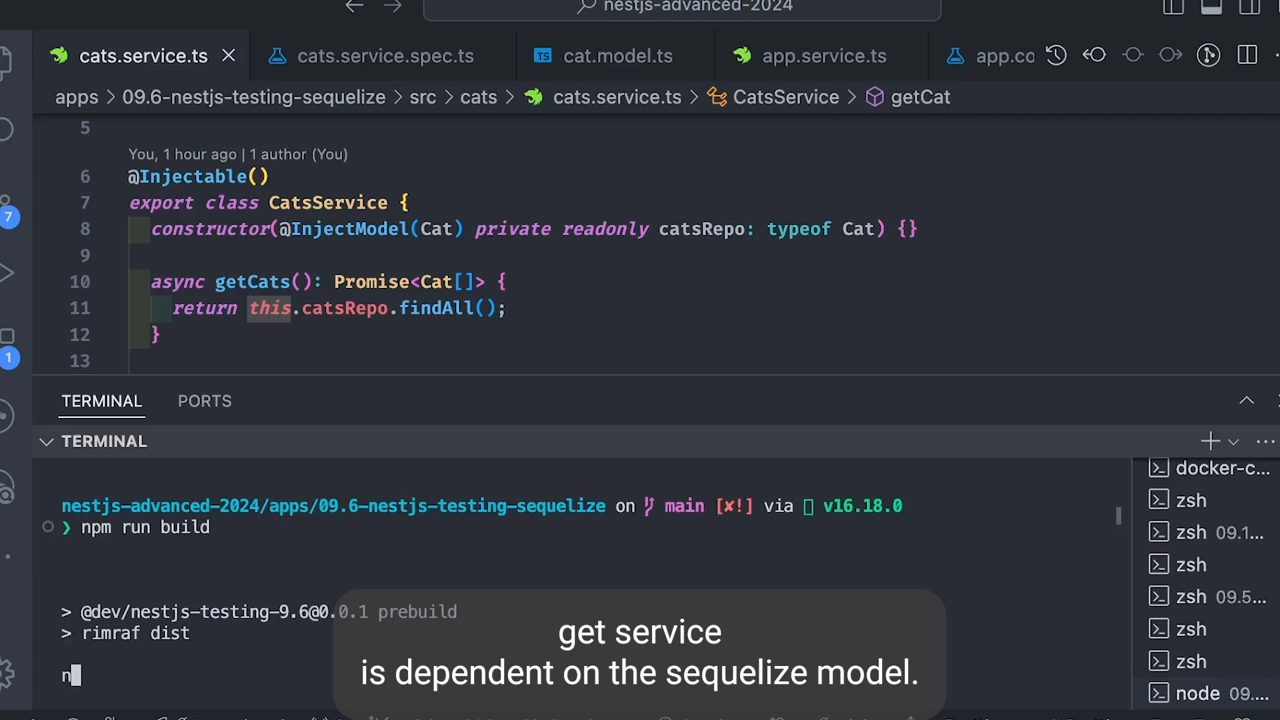 nestjs-advanced-2024
cats.service.ts
cats.service.spec.ts
cat.model.ts
app.service.ts
app.co
apps > 09.6-nestjs-testing-sequelize > src > cats > cats.service.ts > CatsService > getCat
5
You, 1 hour ago | 1 author (You)
6 @Injectable()
7 export class CatsService {
8 constructor(@InjectModel(Cat) private readonly catsRepo: typeof Cat) {}
9
10 async getCats(): Promise<Cat[]> {
11 return this.catsRepo.findAll();
12 }
13
7
1
TERMINAL PORTS
TERMINAL
nestjs-advanced-2024/apps/09.6-nestjs-testing-sequelize on main [✘!] via v16.18.0
❯ npm run build
> @dev/nestjs-testing-9.6@0.0.1 prebuild
> rimraf dist
n
docker-c...
zsh
zsh 09.1...
zsh
zsh 09.5...
zsh
zsh
node 09....
get service
is dependent on the sequelize model.